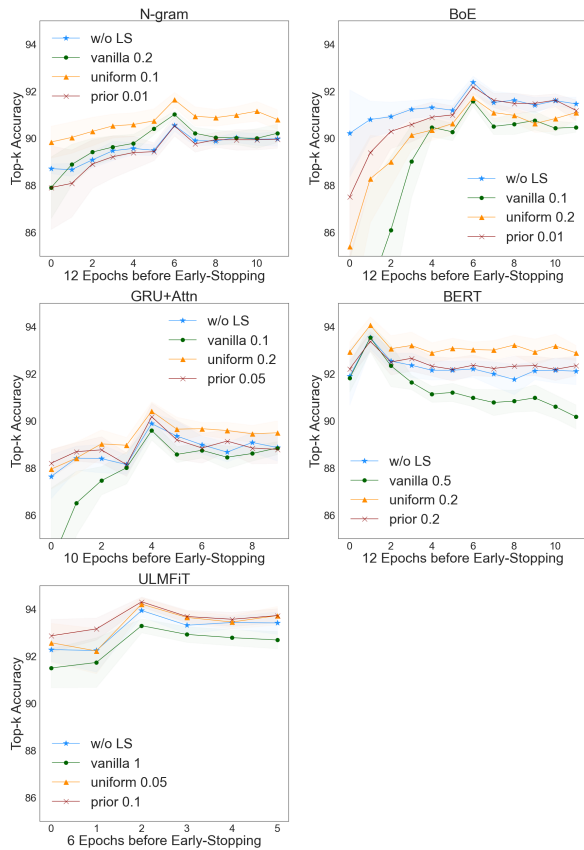 N-gram
Top-k Accuracy
94
92
90
88
86
w/o LS
vanilla 0.2
uniform 0.1
prior 0.01
0 2 4 6 8 10
12 Epochs before Early-Stopping
BoE
Top-k Accuracy
94
92
90
88
86
w/o LS
vanilla 0.1
uniform 0.2
prior 0.01
0 2 4 6 8 10
12 Epochs before Early-Stopping
GRU+Attn
Top-k Accuracy
94
92
90
88
86
w/o LS
vanilla 0.1
uniform 0.2
prior 0.05
0 2 4 6 8
10 Epochs before Early-Stopping
BERT
Top-k Accuracy
94
92
90
88
86
w/o LS
vanilla 0.5
uniform 0.2
prior 0.2
0 2 4 6 8 10
12 Epochs before Early-Stopping
ULMFiT
Top-k Accuracy
94
92
90
88
86
w/o LS
vanilla 1
uniform 0.05
prior 0.1
0 1 2 3 4 5
6 Epochs before Early-Stopping